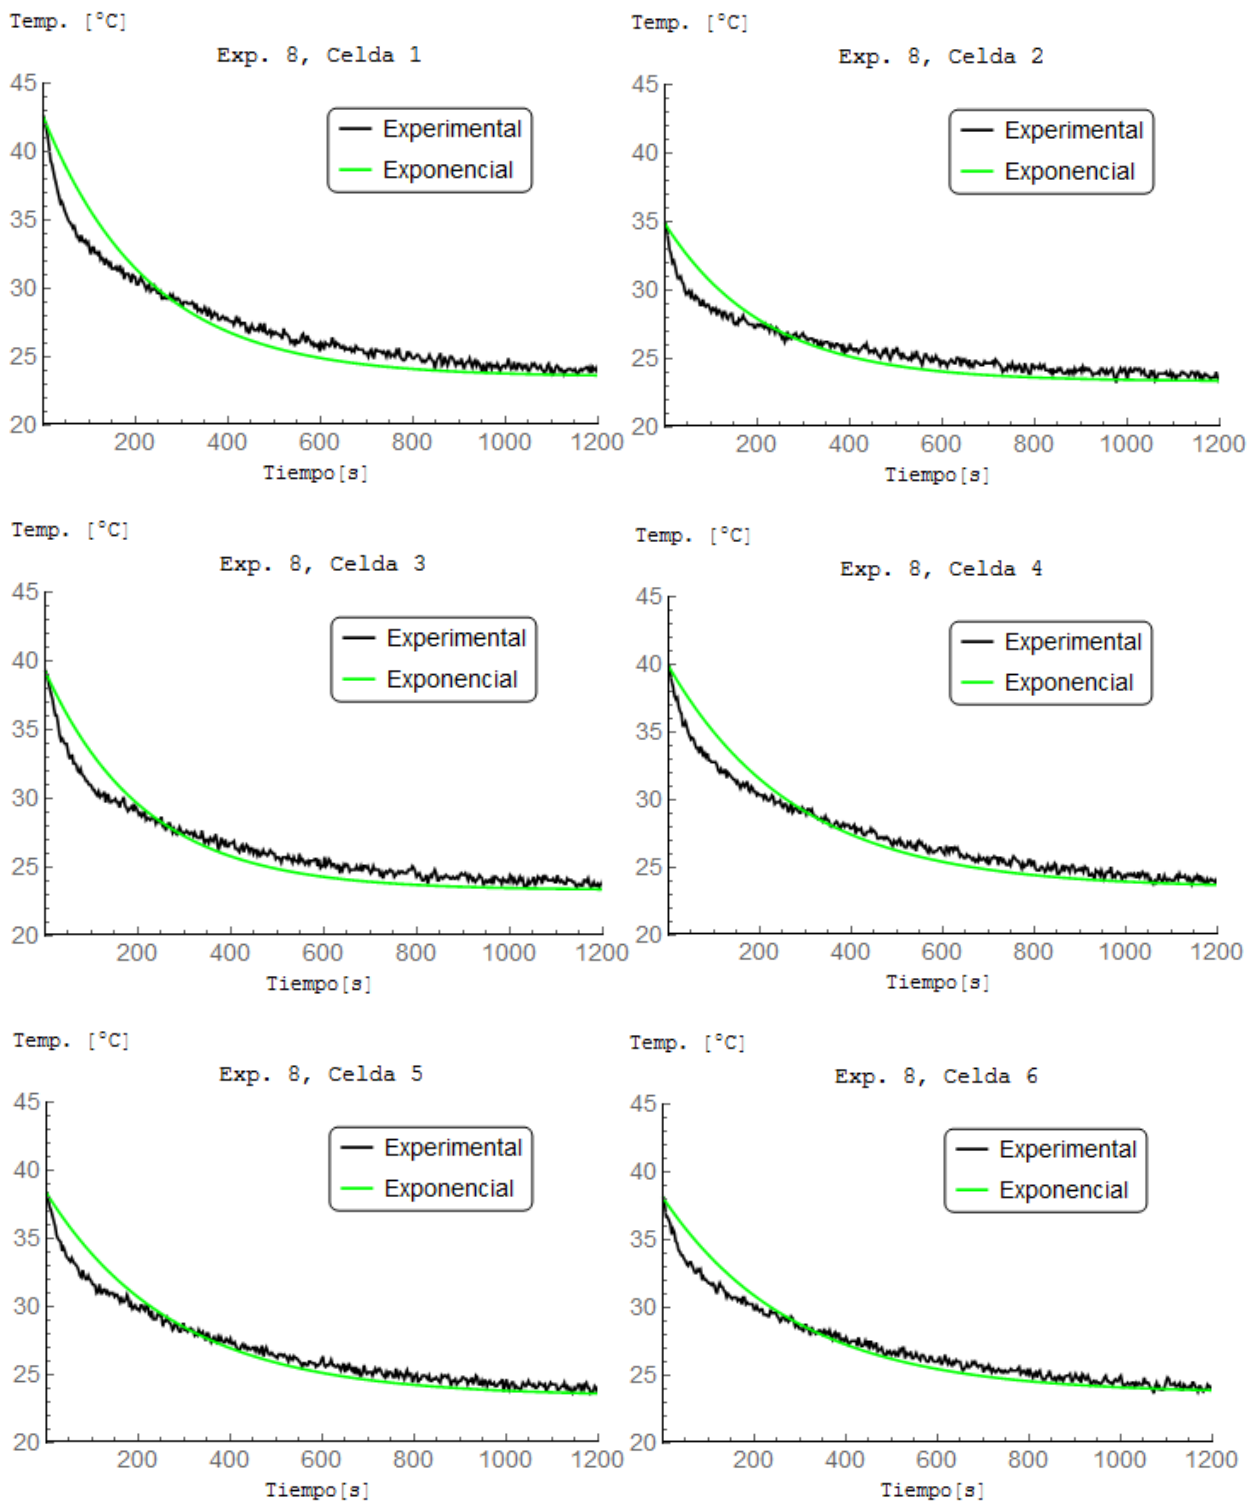 Temp. [°C]
Exp. 8, Celda 1
45
40
35
30
25
20
Experimental
Exponencial
200 400 600 800 1000 1200
Tiempo[s]
Temp. [°C]
Exp. 8, Celda 2
45
40
35
30
25
20
Experimental
Exponencial
200 400 600 800 1000 1200
Tiempo[s]
Temp. [°C]
Exp. 8, Celda 3
45
40
35
30
25
20
Experimental
Exponencial
200 400 600 800 1000 1200
Tiempo[s]
Temp. [°C]
Exp. 8, Celda 4
45
40
35
30
25
20
Experimental
Exponencial
200 400 600 800 1000 1200
Tiempo[s]
Temp. [°C]
Exp. 8, Celda 5
45
40
35
30
25
20
Experimental
Exponencial
200 400 600 800 1000 1200
Tiempo[s]
Temp. [°C]
Exp. 8, Celda 6
45
40
35
30
25
20
Experimental
Exponencial
200 400 600 800 1000 1200
Tiempo[s]